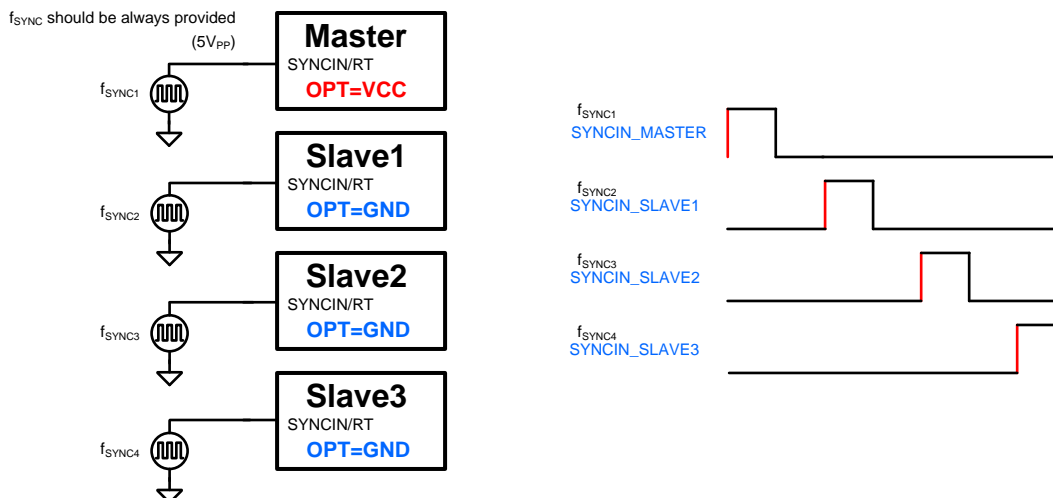 fSYNC should be always provided
(5VPP)
Master
SYNCIN/RT
OPT=VCC
fSYNC1
Slave1
SYNCIN/RT
OPT=GND
fSYNC2
Slave2
SYNCIN/RT
OPT=GND
fSYNC3
Slave3
SYNCIN/RT
OPT=GND
fSYNC4
fSYNC1
SYNCIN_MASTER
fSYNC2
SYNCIN_SLAVE1
fSYNC3
SYNCIN_SLAVE2
fSYNC4
SYNCIN_SLAVE3